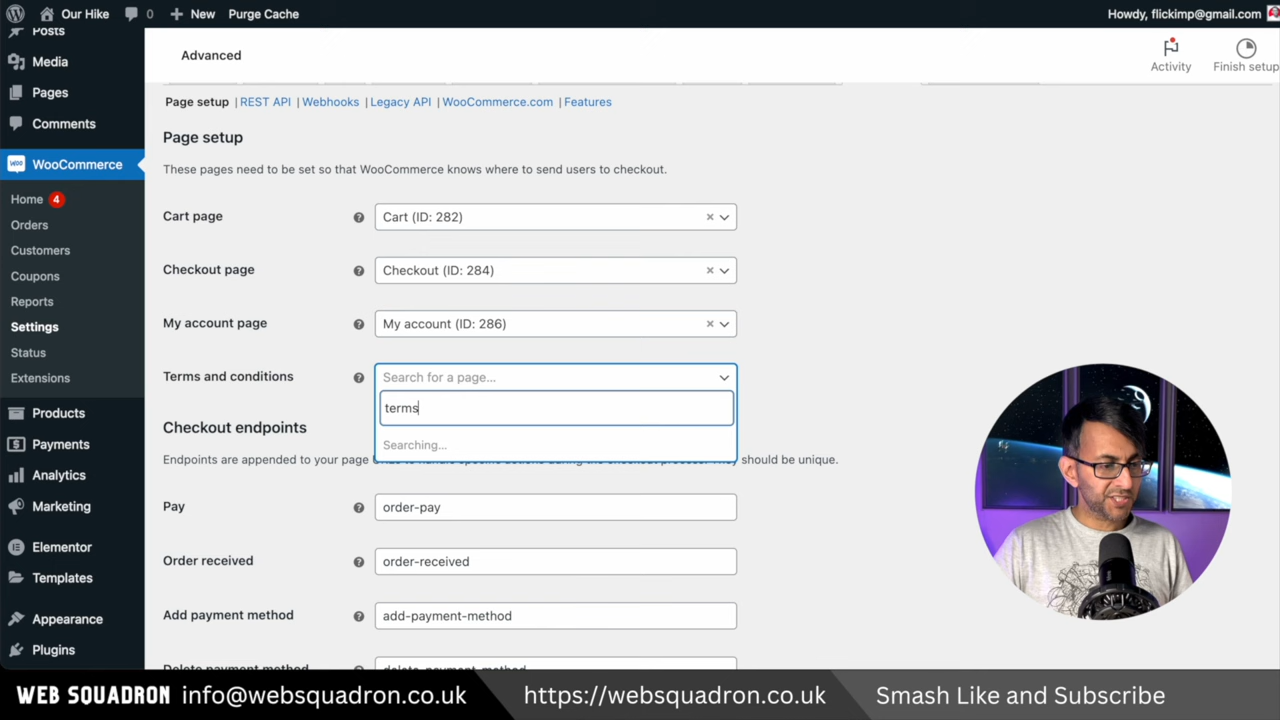 Our Hike 0 New Purge Cache Howdy, flickimp@gmail.com
Posts
Media
Pages
Comments
WooCommerce
Home 4
Orders
Customers
Coupons
Reports
Settings
Status
Extensions
Products
Payments
Analytics
Marketing
Elementor
Templates
Appearance
Plugins
Advanced
Activity
Finish setup
Page setup | REST API | Webhooks | Legacy API | WooCommerce.com | Features
Page setup
These pages need to be set so that WooCommerce knows where to send users to checkout.
Cart page Cart (ID: 282)
Checkout page Checkout (ID: 284)
My account page My account (ID: 286)
Terms and conditions Search for a page...
terms
Searching...
Checkout endpoints
Endpoints are appended to your page should be unique.
Pay order-pay
Order received order-received
Add payment method add-payment-method
Delete payment method delete-payment-method
WEB SQUADRON info@websquadron.co.uk https://websquadron.co.uk Smash Like and Subscribe